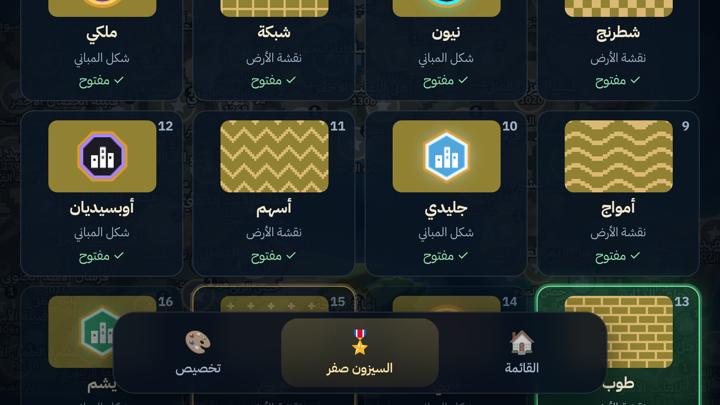 شطرنج
نقشة الأرض
✓ مفتوح
نيون
شكل المباني
✓ مفتوح
شبكة
نقشة الأرض
✓ مفتوح
ملكي
شكل المباني
✓ مفتوح
9
أمواج
نقشة الأرض
✓ مفتوح
10
جليدي
شكل المباني
✓ مفتوح
11
أسهم
نقشة الأرض
✓ مفتوح
12
أوبسيديان
شكل المباني
✓ مفتوح
13
طوب
14
15
16
يشم
القائمة
السيزون صفر
تخصيص